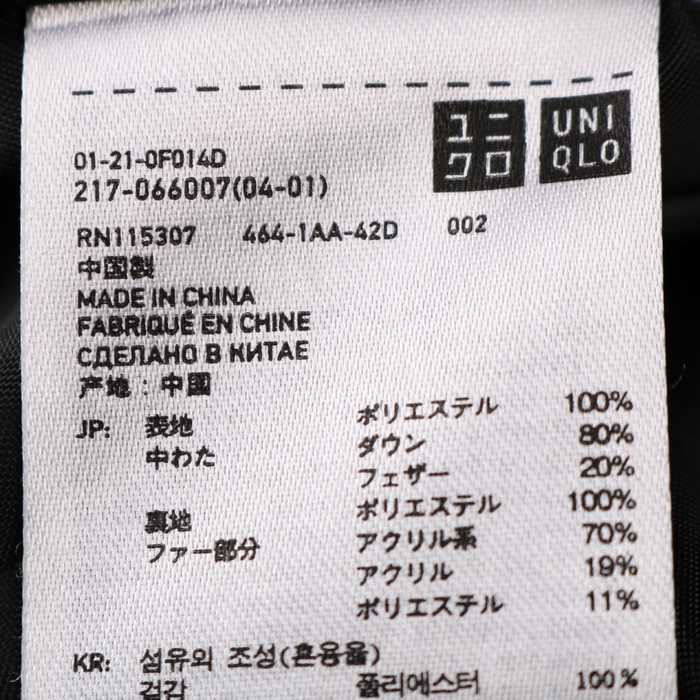 ユニクロ
UNIQLO
01-21-0F014D
217-066007(04-01)
RN115307 464-1AA-42D 002
中国製
MADE IN CHINA
FABRIQUÉ EN CHINE
СДЕЛАНО В КИТАЕ
产地：中国
JP: 表地 ポリエステル 100%
中わた ダウン 80%
フェザー 20%
裏地 ポリエステル 100%
ファー部分 アクリル系 70%
アクリル 19%
ポリエステル 11%
KR: 섬유의 조성(혼용율)
겉감 폴리에스터 100%